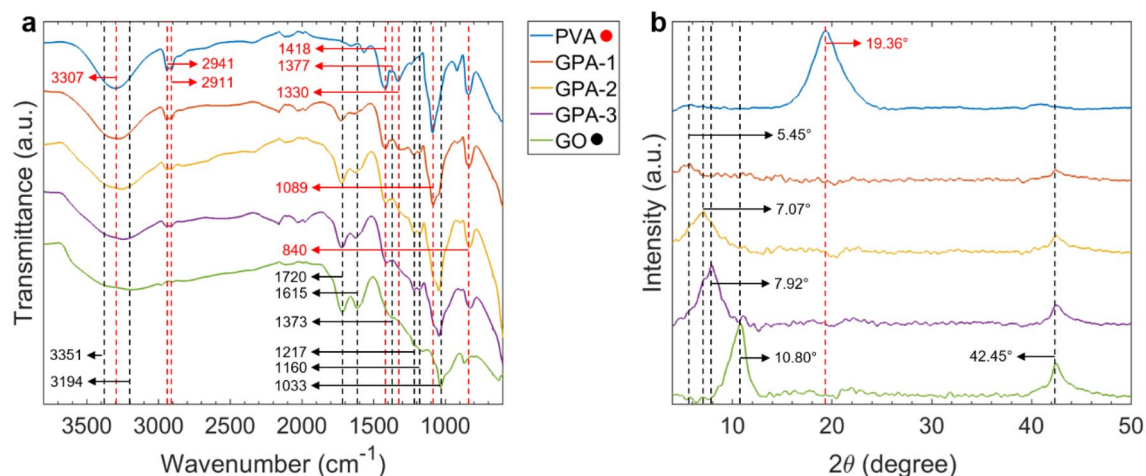 a
3307
2941
2911
1418
1377
1330
1089
840
1720
1615
1373
3351
3194
1217
1160
1033
Transmittance (a.u.)
3500 3000 2500 2000 1500 1000
Wavenumber (cm⁻¹)
PVA
GPA-1
GPA-2
GPA-3
GO
b
19.36°
5.45°
7.07°
7.92°
10.80°
42.45°
Intensity (a.u.)
10 20 30 40 50
2θ (degree)